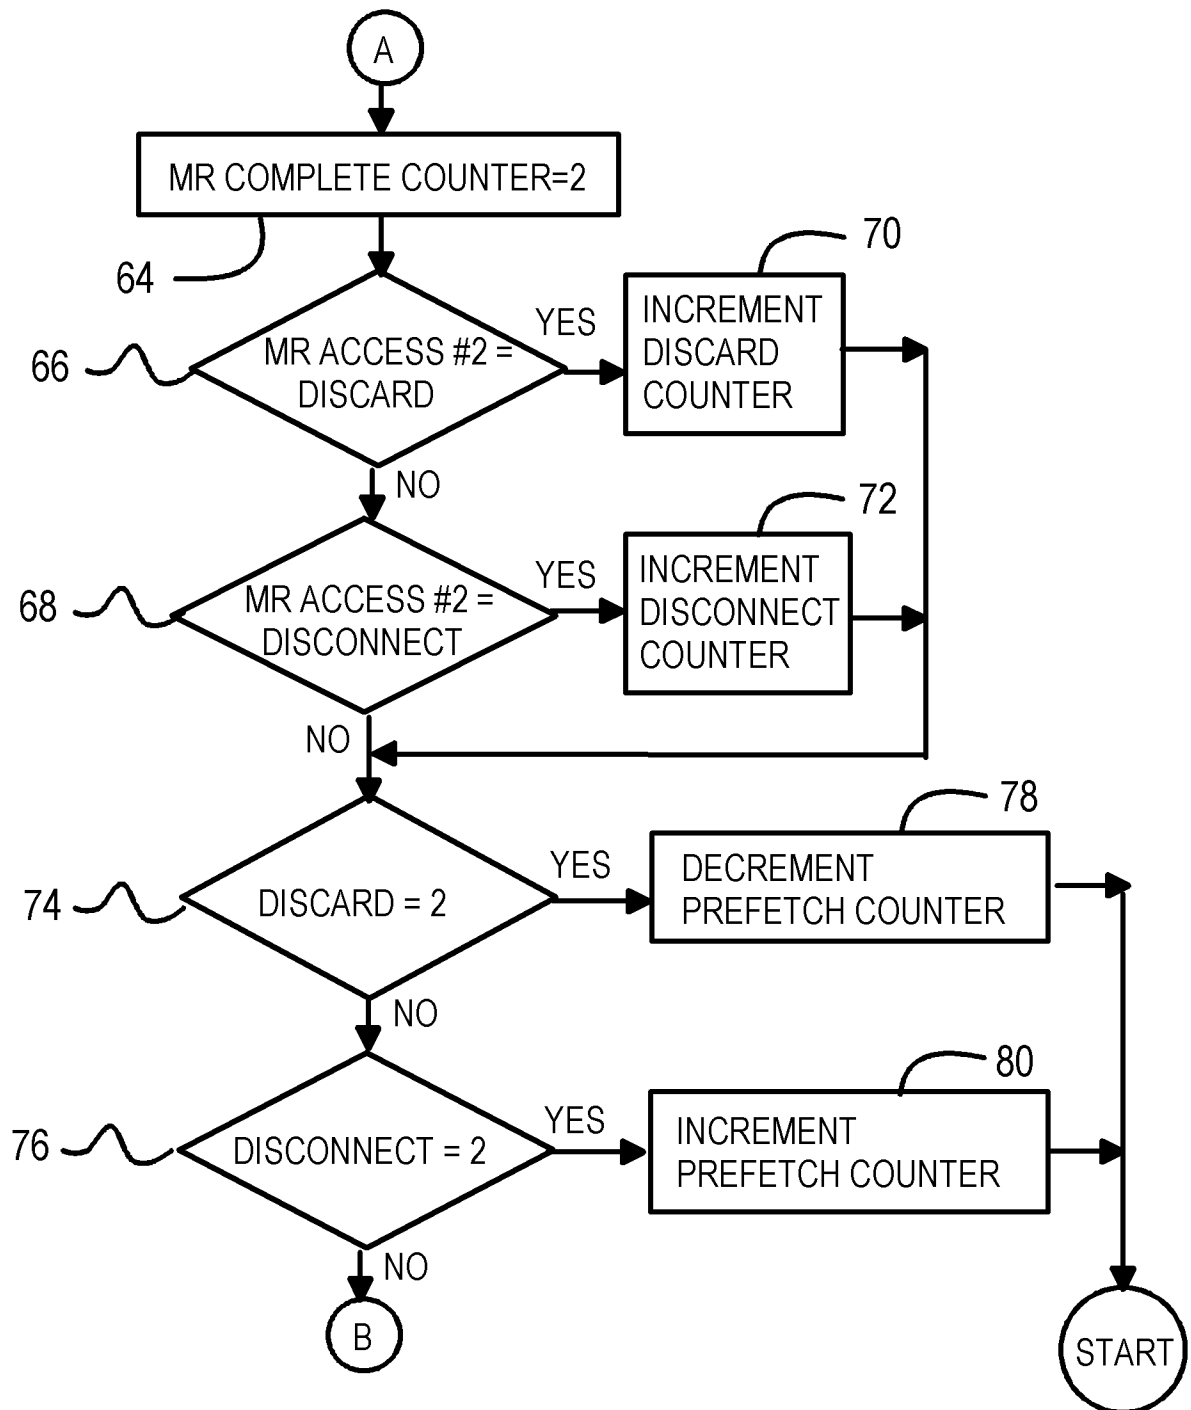 A
MR COMPLETE COUNTER=2
64
70
66
MR ACCESS #2 =
DISCARD
YES
INCREMENT
DISCARD
COUNTER
NO
72
68
MR ACCESS #2 =
DISCONNECT
YES
INCREMENT
DISCONNECT
COUNTER
NO
78
74
DISCARD = 2
YES
DECREMENT
PREFETCH COUNTER
NO
80
76
DISCONNECT = 2
YES
INCREMENT
PREFETCH COUNTER
NO
B
START